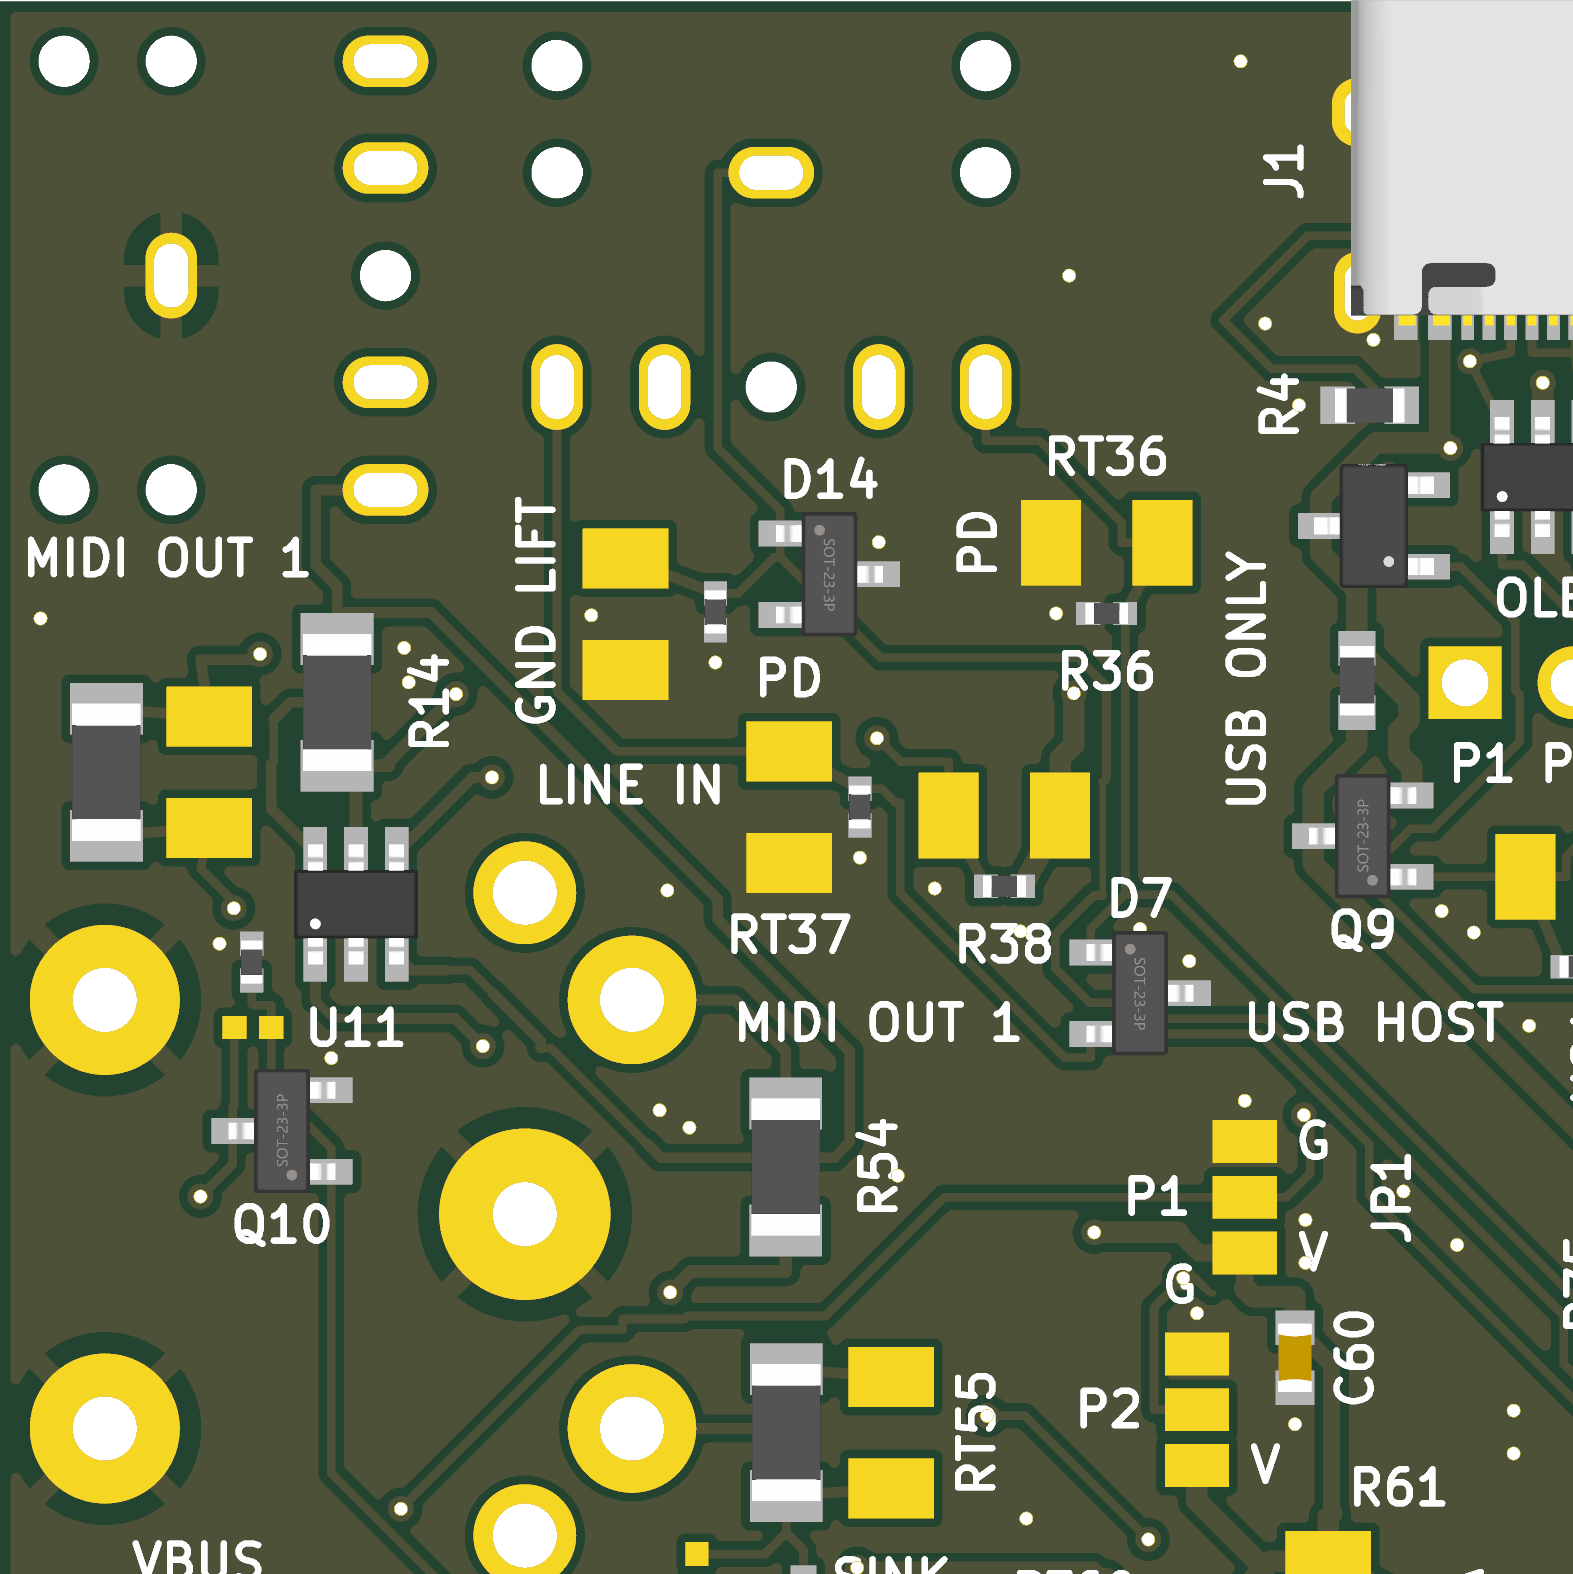 J1
R4
RT36
D14
PD
GND LIFT
MIDI OUT 1
SOT-23-3P
USB ONLY
OLE
R14
PD
R36
P1 P
LINE IN
SOT-23-3P
D7
RT37
R38
Q9
SOT-23-3P
U11
MIDI OUT 1
USB HOST
SOT-23-3P
R54
G
P1
JP1
Q10
V
G
C60
P2
RT55
V
R61
VBUS
SINK